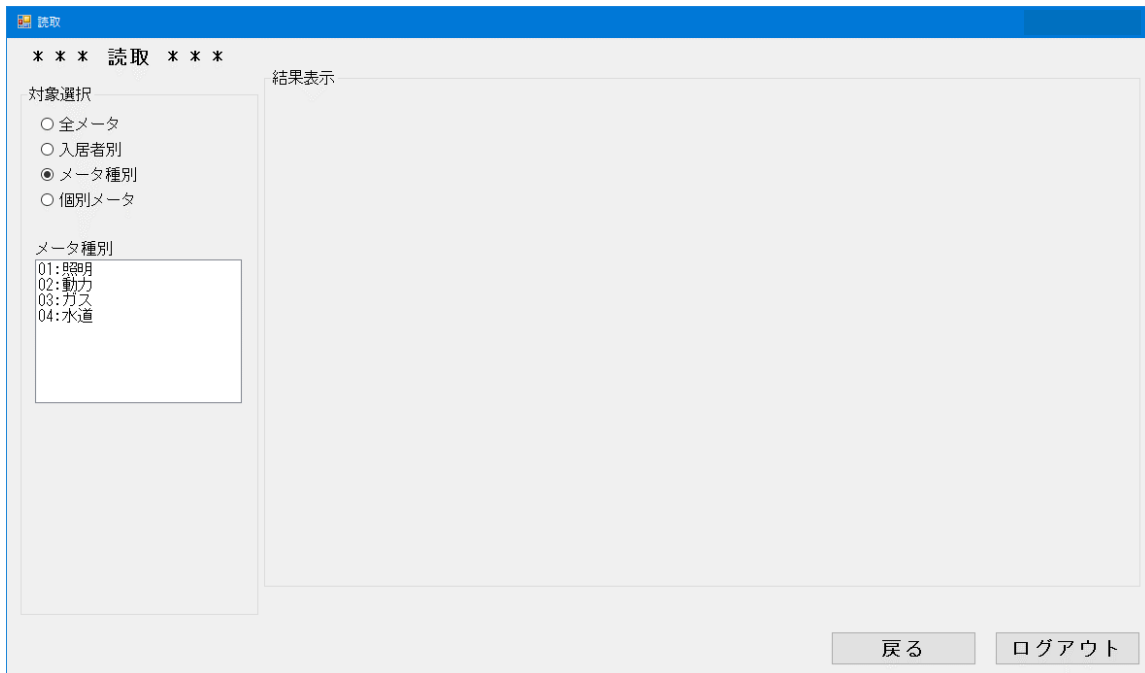 読取
*** 読取 ***
対象選択
全メータ
入居者別
メータ種別
個別メータ
メータ種別
01:照明
02:動力
03:ガス
04:水道
結果表示
戻る
ログアウト